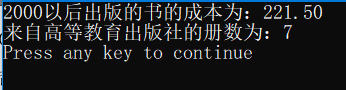 2000以后出版的书的成本为：221.50
来自高等教育出版社的册数为：7
Press any key to continue